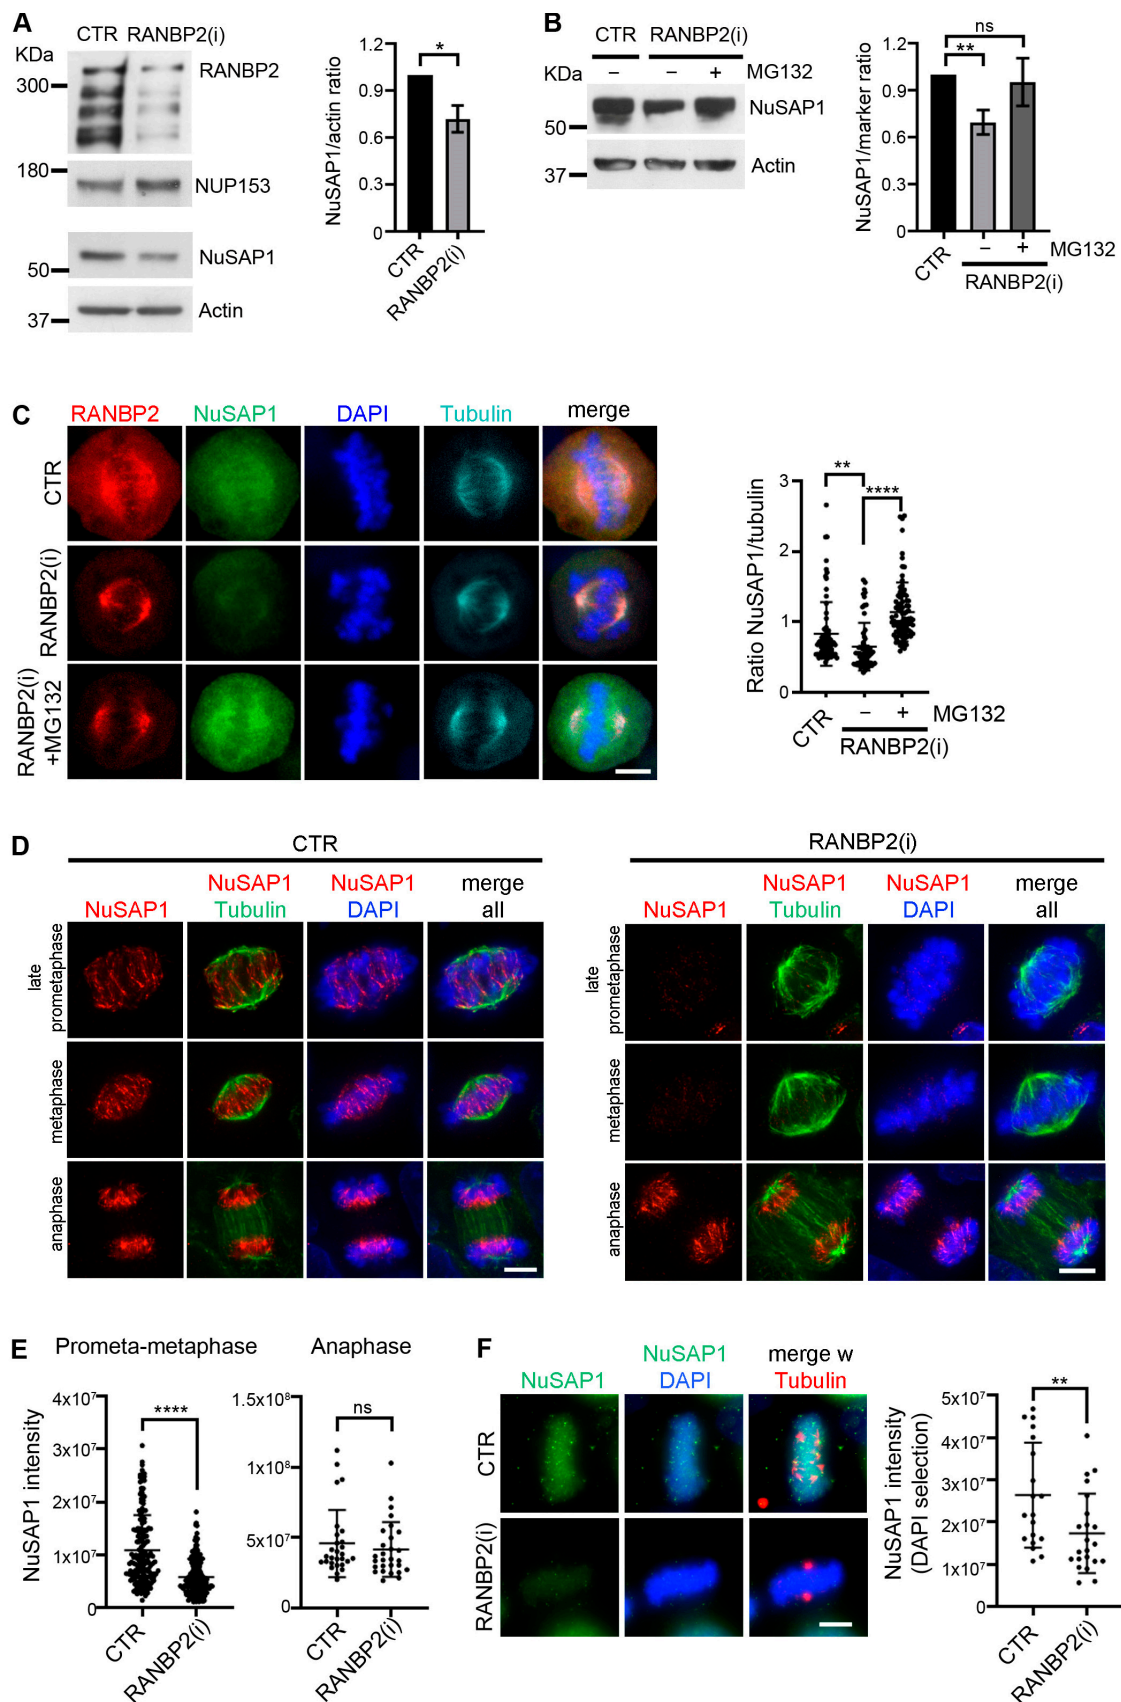 A
CTR RANBP2(i)
KDa
300
RANBP2
180
NUP153
NuSAP1
50
Actin
37
NuSAP1/actin ratio
1.2
0.9
0.6
0.3
0
*
CTR
RANBP2(i)
B
CTR RANBP2(i)
KDa
– – + MG132
NuSAP1
50
Actin
37
NuSAP1/marker ratio
1.2
0.9
0.6
0.3
0
ns
**
CTR
– + MG132
RANBP2(i)
C
RANBP2 NuSAP1 DAPI Tubulin merge
CTR
RANBP2(i)
RANBP2(i)
+MG132
Ratio NuSAP1/tubulin
3
2
1
0
**
****
CTR
– + MG132
RANBP2(i)
D
CTR
NuSAP1
NuSAP1
Tubulin
NuSAP1
DAPI
merge
all
late
prometaphase
metaphase
anaphase
RANBP2(i)
NuSAP1
NuSAP1
Tubulin
NuSAP1
DAPI
merge
all
late
prometaphase
metaphase
anaphase
E
Prometa-metaphase
NuSAP1 intensity
4x10⁷
3x10⁷
2x10⁷
1x10⁷
0
****
CTR
RANBP2(i)
Anaphase
1.5x10⁸
1x10⁸
5x10⁷
0
ns
CTR
RANBP2(i)
F
NuSAP1
NuSAP1
DAPI
merge w
Tubulin
CTR
RANBP2(i)
NuSAP1 intensity
(DAPI selection)
5x10⁷
4x10⁷
3x10⁷
2x10⁷
1x10⁷
0
**
CTR
RANBP2(i)